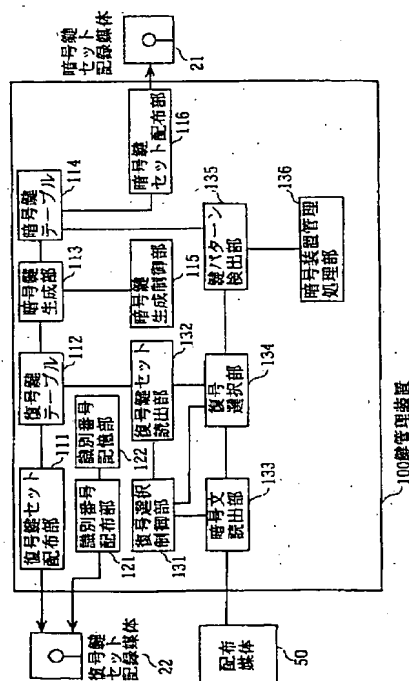 暗号鍵
セット
記録媒体
21
暗号鍵
セット配布部
116
114
暗号鍵
テーブル
113
暗号鍵
生成部
112
復号鍵
テーブル
111
復号鍵セット
配布部
復号鍵
セット
記録媒体
22
115
暗号鍵
生成制御部
122
識別番号
記憶部
121
識別番号
配布部
135
鍵パターン
検出部
136
暗号装置管理
処理部
132
復号鍵セット
読出部
131
復号選択
制御部
134
復号
選択部
133
暗号文
読出部
配布
媒体
50
100鍵管理装置